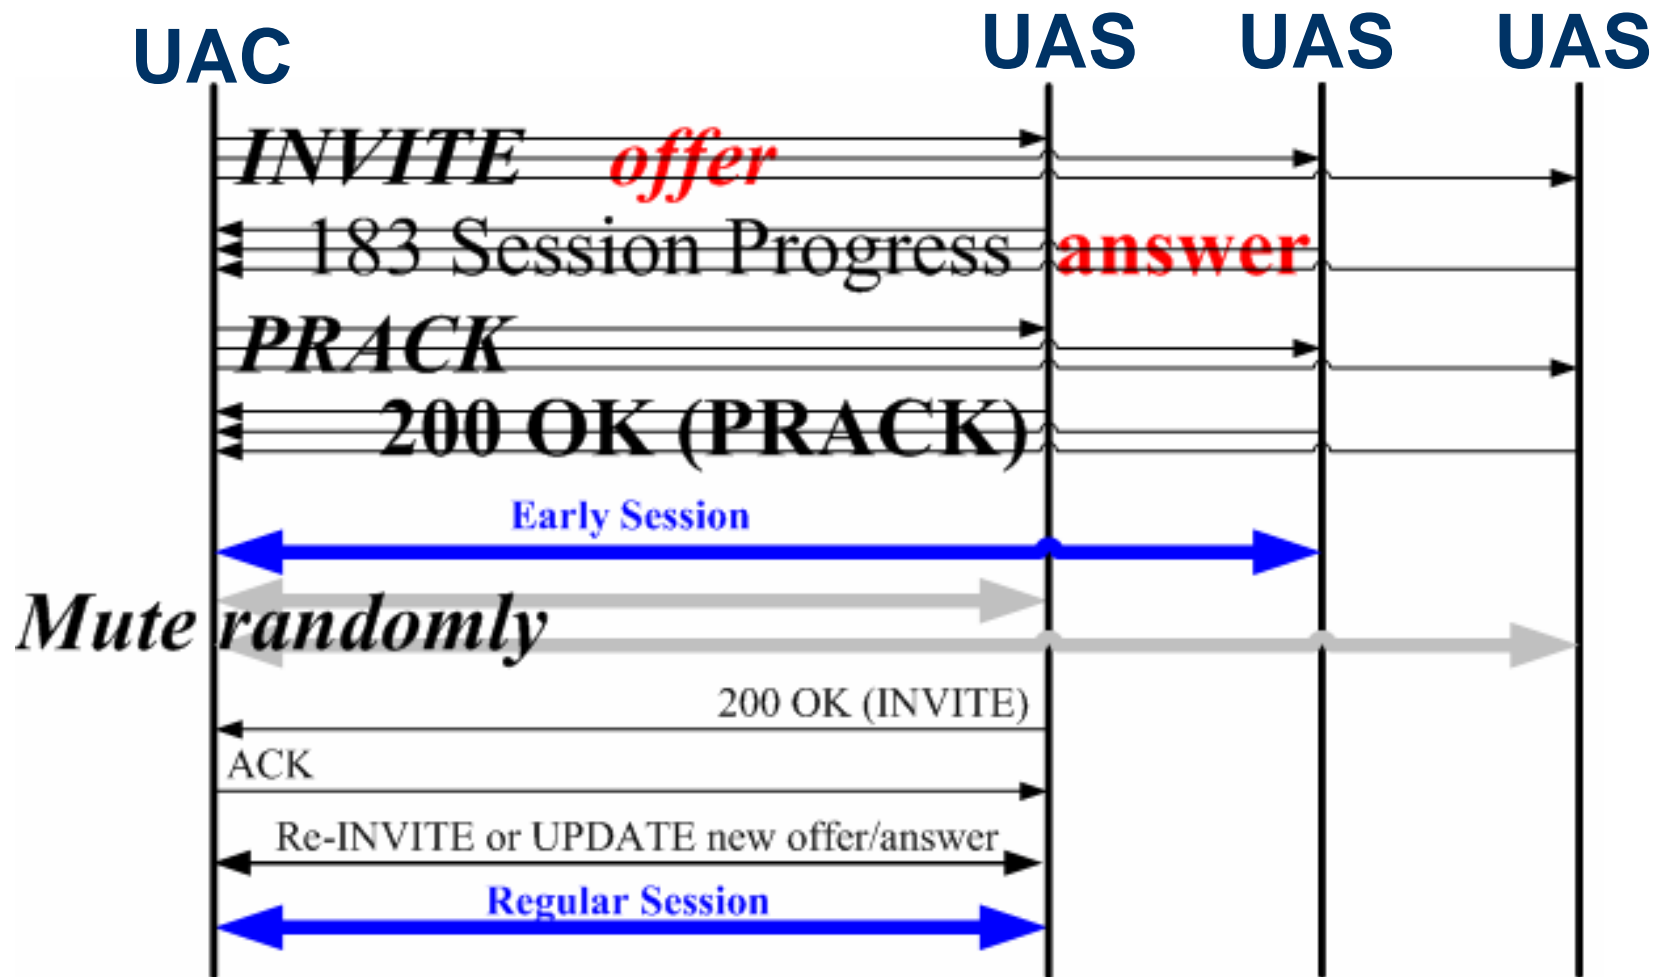 UAC UAS UAS UAS
INVITE offer
183 Session Progress answer
PRACK
200 OK (PRACK)
Early Session
Mute randomly
200 OK (INVITE)
ACK
Re-INVITE or UPDATE new offer/answer
Regular Session